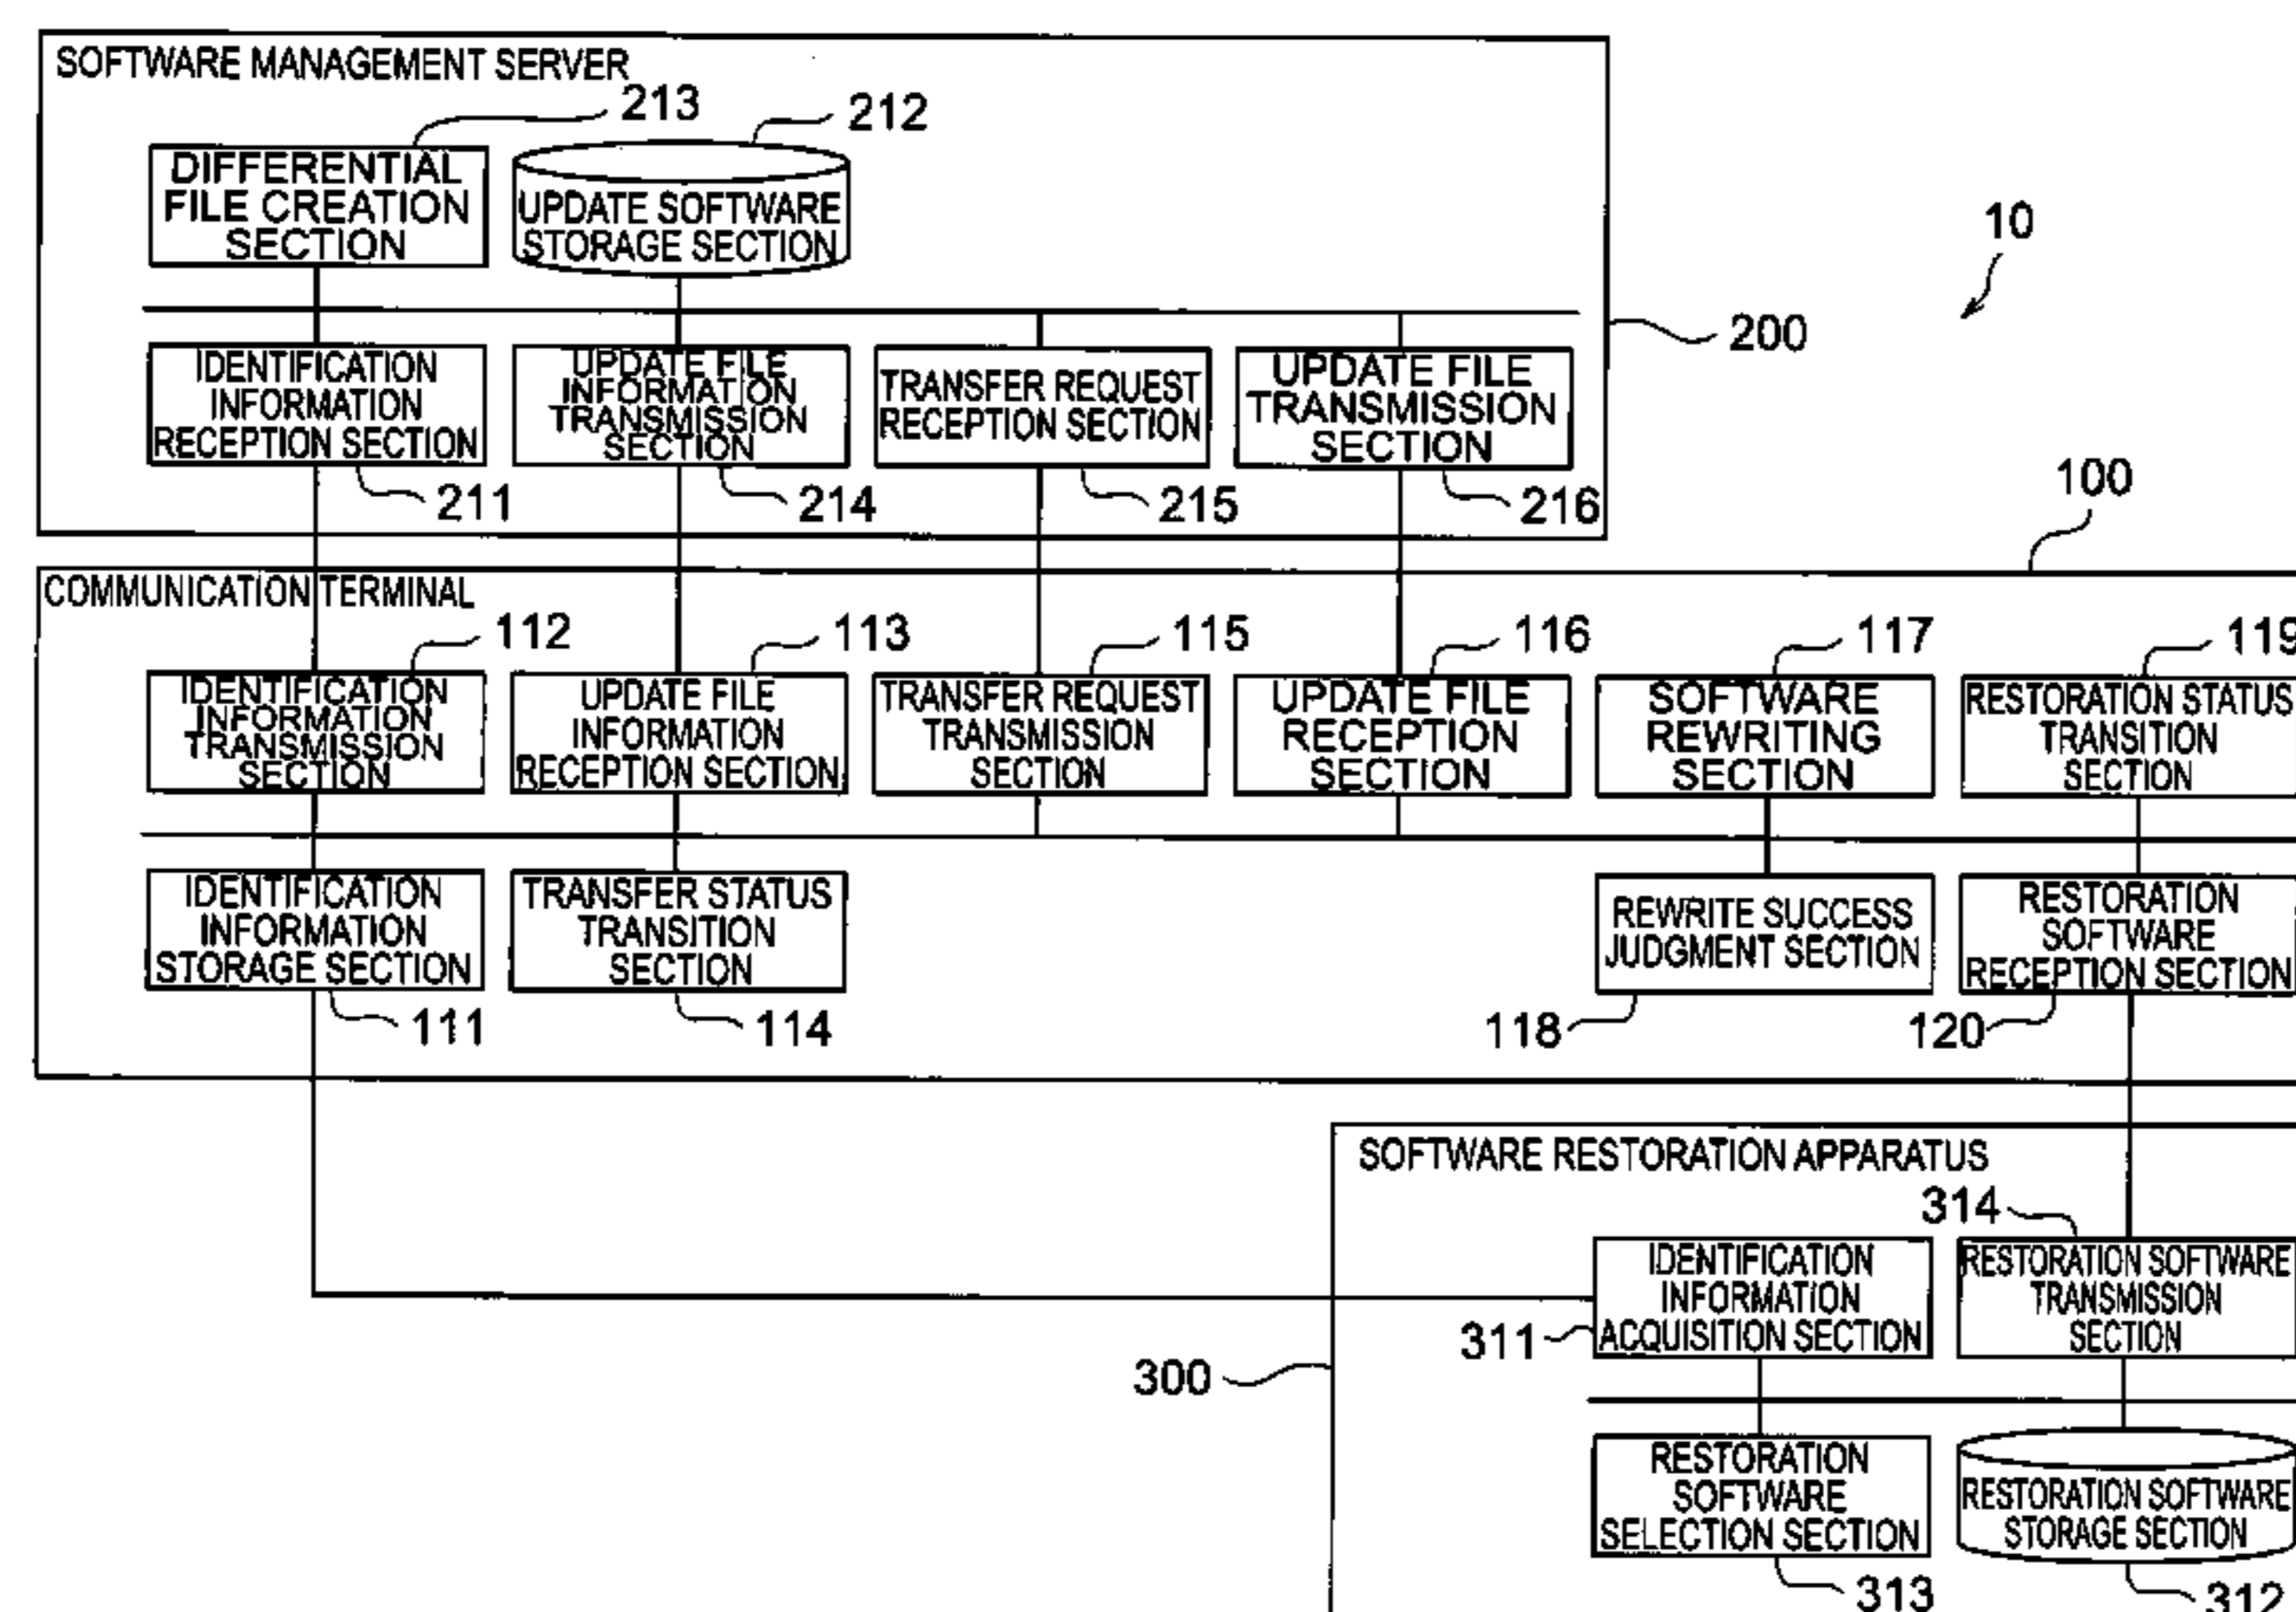 SOFTWARE MANAGEMENT SERVER
213
212
DIFFERENTIAL
FILE CREATION
SECTION
UPDATE SOFTWARE
STORAGE SECTION
10
200
IDENTIFICATION
INFORMATION
RECEPTION SECTION
UPDATE FILE
INFORMATION
TRANSMISSION
SECTION
TRANSFER REQUEST
RECEPTION SECTION
UPDATE FILE
TRANSMISSION
SECTION
211
214
215
216
100
COMMUNICATION TERMINAL
112
113
115
116
117
119
IDENTIFICATION
INFORMATION
TRANSMISSION
SECTION
UPDATE FILE
INFORMATION
RECEPTION SECTION
TRANSFER REQUEST
TRANSMISSION
SECTION
UPDATE FILE
RECEPTION
SECTION
SOFTWARE
REWRITING
SECTION
RESTORATION STATUS
TRANSITION
SECTION
IDENTIFICATION
INFORMATION
STORAGE SECTION
TRANSFER STATUS
TRANSITION
SECTION
REWRITE SUCCESS
JUDGMENT SECTION
RESTORATION
SOFTWARE
RECEPTION SECTION
111
114
118
120
SOFTWARE RESTORATION APPARATUS
314
IDENTIFICATION
INFORMATION
ACQUISITION SECTION
RESTORATION SOFTWARE
TRANSMISSION
SECTION
311
300
RESTORATION
SOFTWARE
SELECTION SECTION
RESTORATION SOFTWARE
STORAGE SECTION
313
312